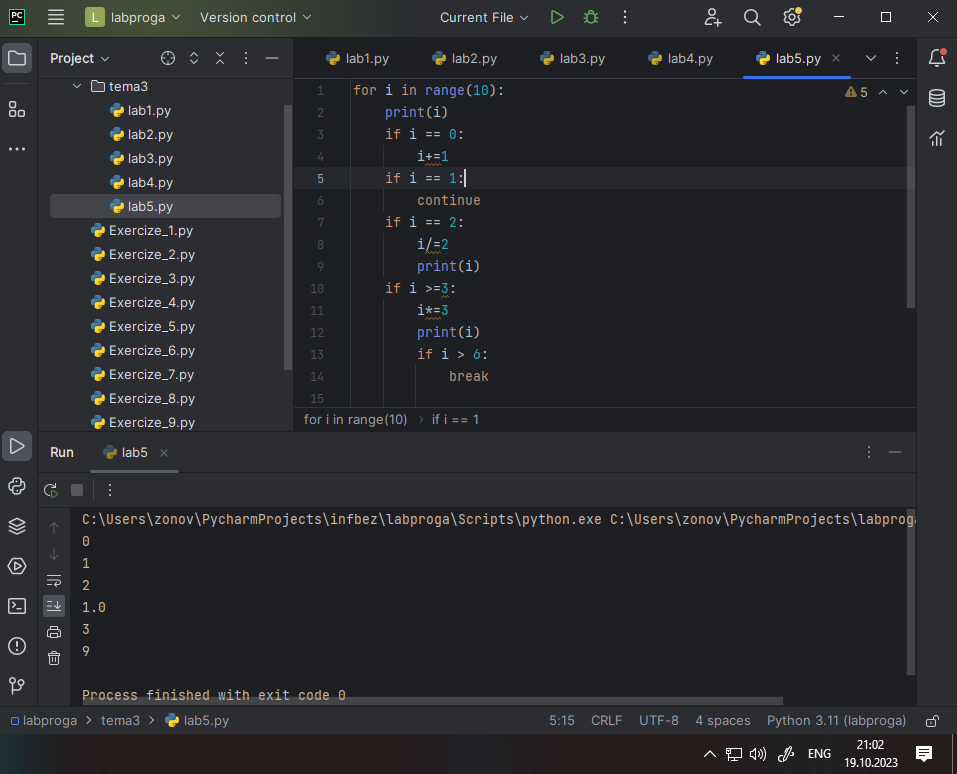 PC L labproga Version control Current File
Project
tema3
lab1.py
lab2.py
lab3.py
lab4.py
lab5.py
Exercize_1.py
Exercize_2.py
Exercize_3.py
Exercize_4.py
Exercize_5.py
Exercize_6.py
Exercize_7.py
Exercize_8.py
Exercize_9.py
lab1.py lab2.py lab3.py lab4.py lab5.py
5
1 for i in range(10):
2 print(i)
3 if i == 0:
4 i+=1
5 if i == 1:
6 continue
7 if i == 2:
8 i/=2
9 print(i)
10 if i >=3:
11 i*=3
12 print(i)
13 if i > 6:
14 break
15
for i in range(10) › if i == 1
Run lab5
C:\Users\zonov\PycharmProjects\infbez\labproga\Scripts\python.exe C:\Users\zonov\PycharmProjects\labproga
0
1
2
1.0
3
9
Process finished with exit code 0
labproga > tema3 > lab5.py 5:15 CRLF UTF-8 4 spaces Python 3.11 (labproga)
ENG 21:02
19.10.2023